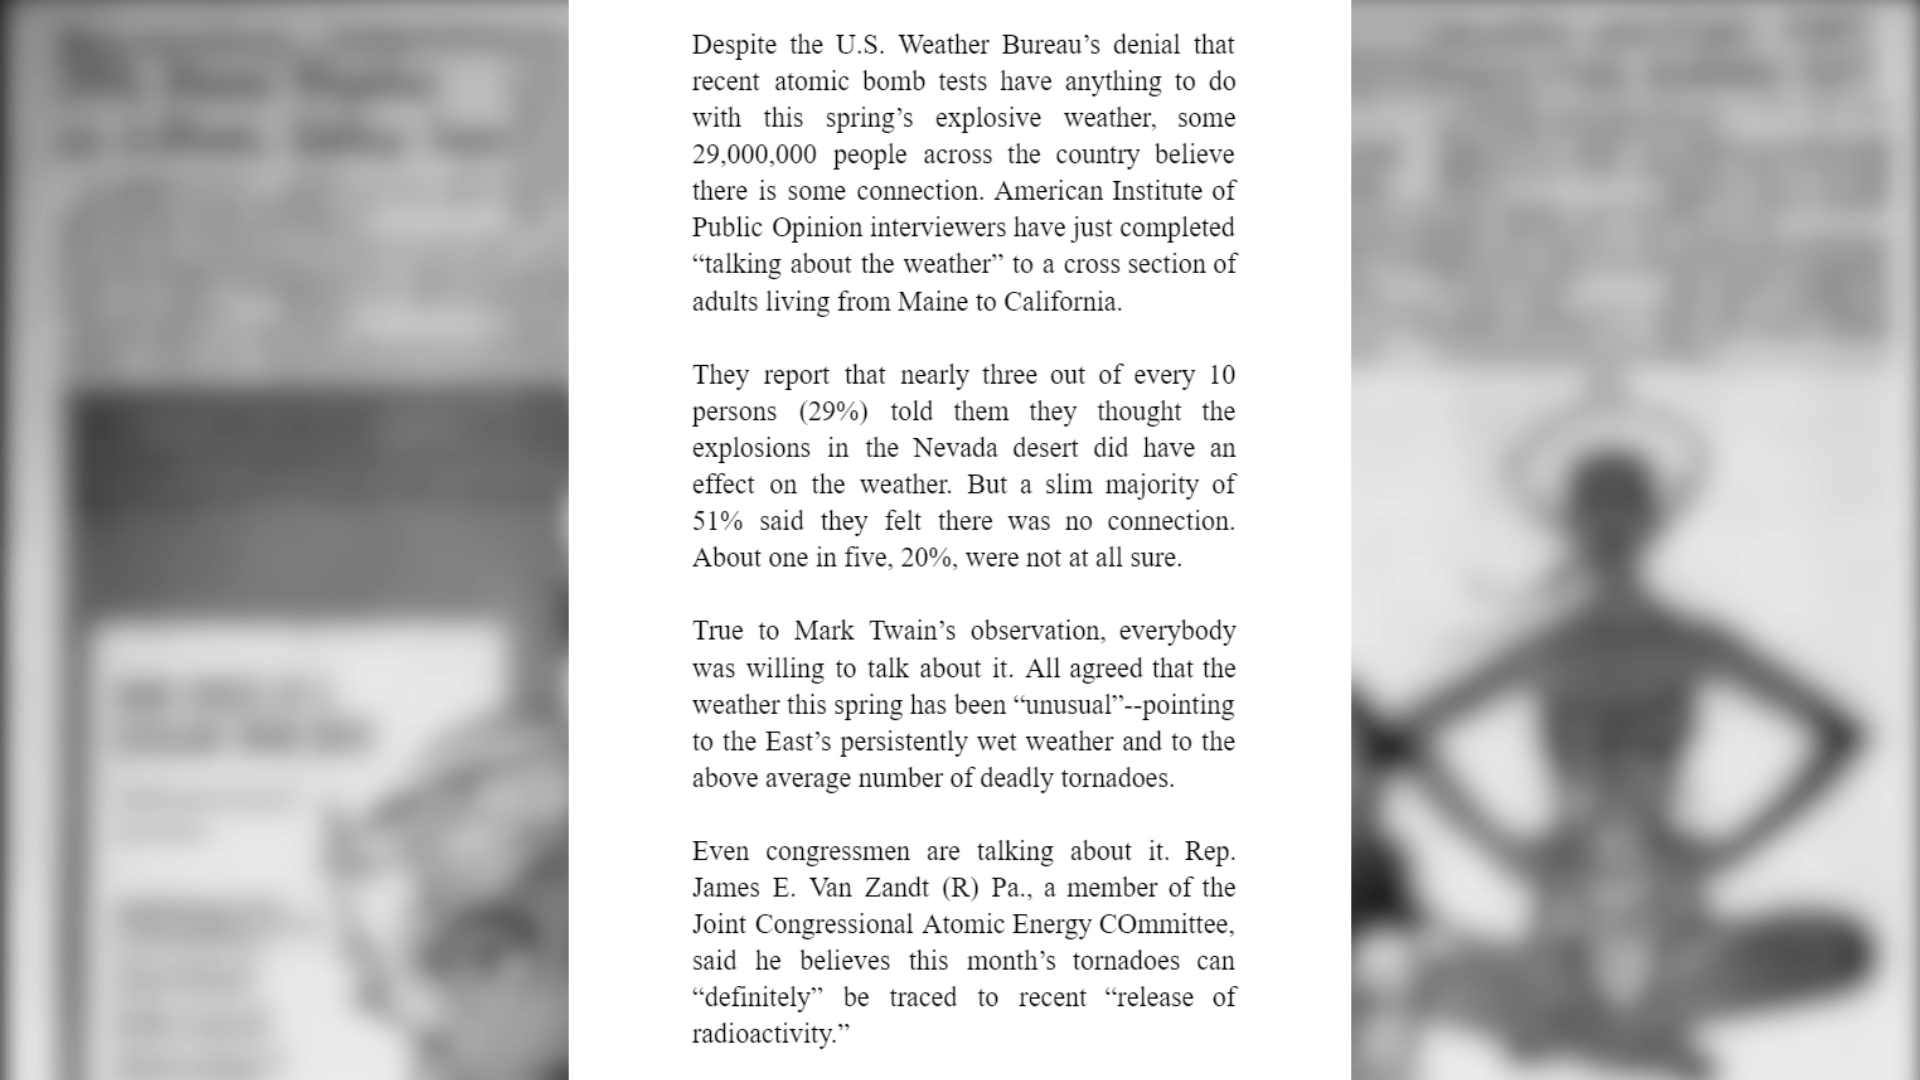 Despite the U.S. Weather Bureau’s denial that
recent atomic bomb tests have anything to do
with this spring’s explosive weather, some
29,000,000 people across the country believe
there is some connection. American Institute of
Public Opinion interviewers have just completed
“talking about the weather” to a cross section of
adults living from Maine to California.
They report that nearly three out of every 10
persons (29%) told them they thought the
explosions in the Nevada desert did have an
effect on the weather. But a slim majority of
51% said they felt there was no connection.
About one in five, 20%, were not at all sure.
True to Mark Twain’s observation, everybody
was willing to talk about it. All agreed that the
weather this spring has been “unusual”--pointing
to the East’s persistently wet weather and to the
above average number of deadly tornadoes.
Even congressmen are talking about it. Rep.
James E. Van Zandt (R) Pa., a member of the
Joint Congressional Atomic Energy COmmittee,
said he believes this month’s tornadoes can
“definitely” be traced to recent “release of
radioactivity.”